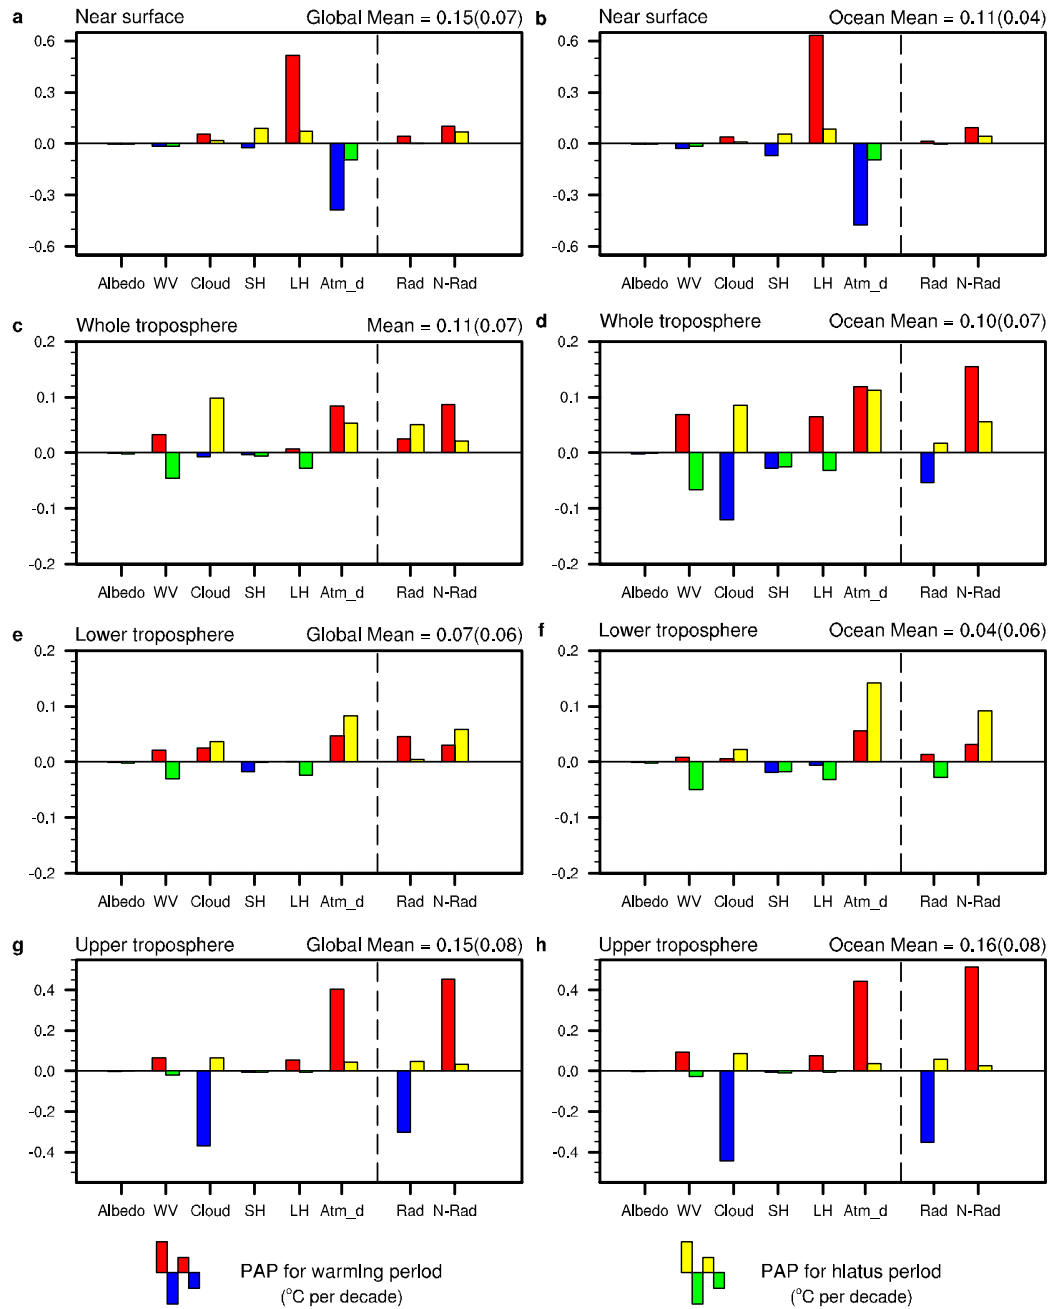 a Near surface Global Mean = 0.15(0.07)
0.6
0.3
0.0
-0.3
-0.6
Albedo WV Cloud SH LH Atm_d Rad N-Rad
b Near surface Ocean Mean = 0.11(0.04)
0.6
0.3
0.0
-0.3
-0.6
Albedo WV Cloud SH LH Atm_d Rad N-Rad
c Whole troposphere Mean = 0.11(0.07)
0.2
0.1
0.0
-0.1
-0.2
Albedo WV Cloud SH LH Atm_d Rad N-Rad
d Whole troposphere Ocean Mean = 0.10(0.07)
0.2
0.1
0.0
-0.1
-0.2
Albedo WV Cloud SH LH Atm_d Rad N-Rad
e Lower troposphere Global Mean = 0.07(0.06)
0.2
0.1
0.0
-0.1
-0.2
Albedo WV Cloud SH LH Atm_d Rad N-Rad
f Lower troposphere Ocean Mean = 0.04(0.06)
0.2
0.1
0.0
-0.1
-0.2
Albedo WV Cloud SH LH Atm_d Rad N-Rad
g Upper troposphere Global Mean = 0.15(0.08)
0.4
0.2
0.0
-0.2
-0.4
Albedo WV Cloud SH LH Atm_d Rad N-Rad
h Upper troposphere Ocean Mean = 0.16(0.08)
0.4
0.2
0.0
-0.2
-0.4
Albedo WV Cloud SH LH Atm_d Rad N-Rad
PAP for warming period
(°C per decade)
PAP for hiatus period
(°C per decade)